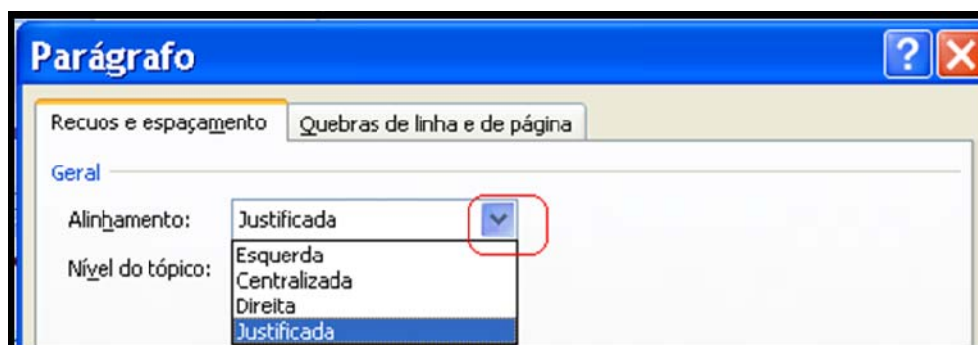 Parágrafo
Recuos e espaçamento
Quebras de linha e de página
Geral
Alinhamento:
Justificada
Nível do tópico:
Esquerda
Centralizada
Direita
Justificada